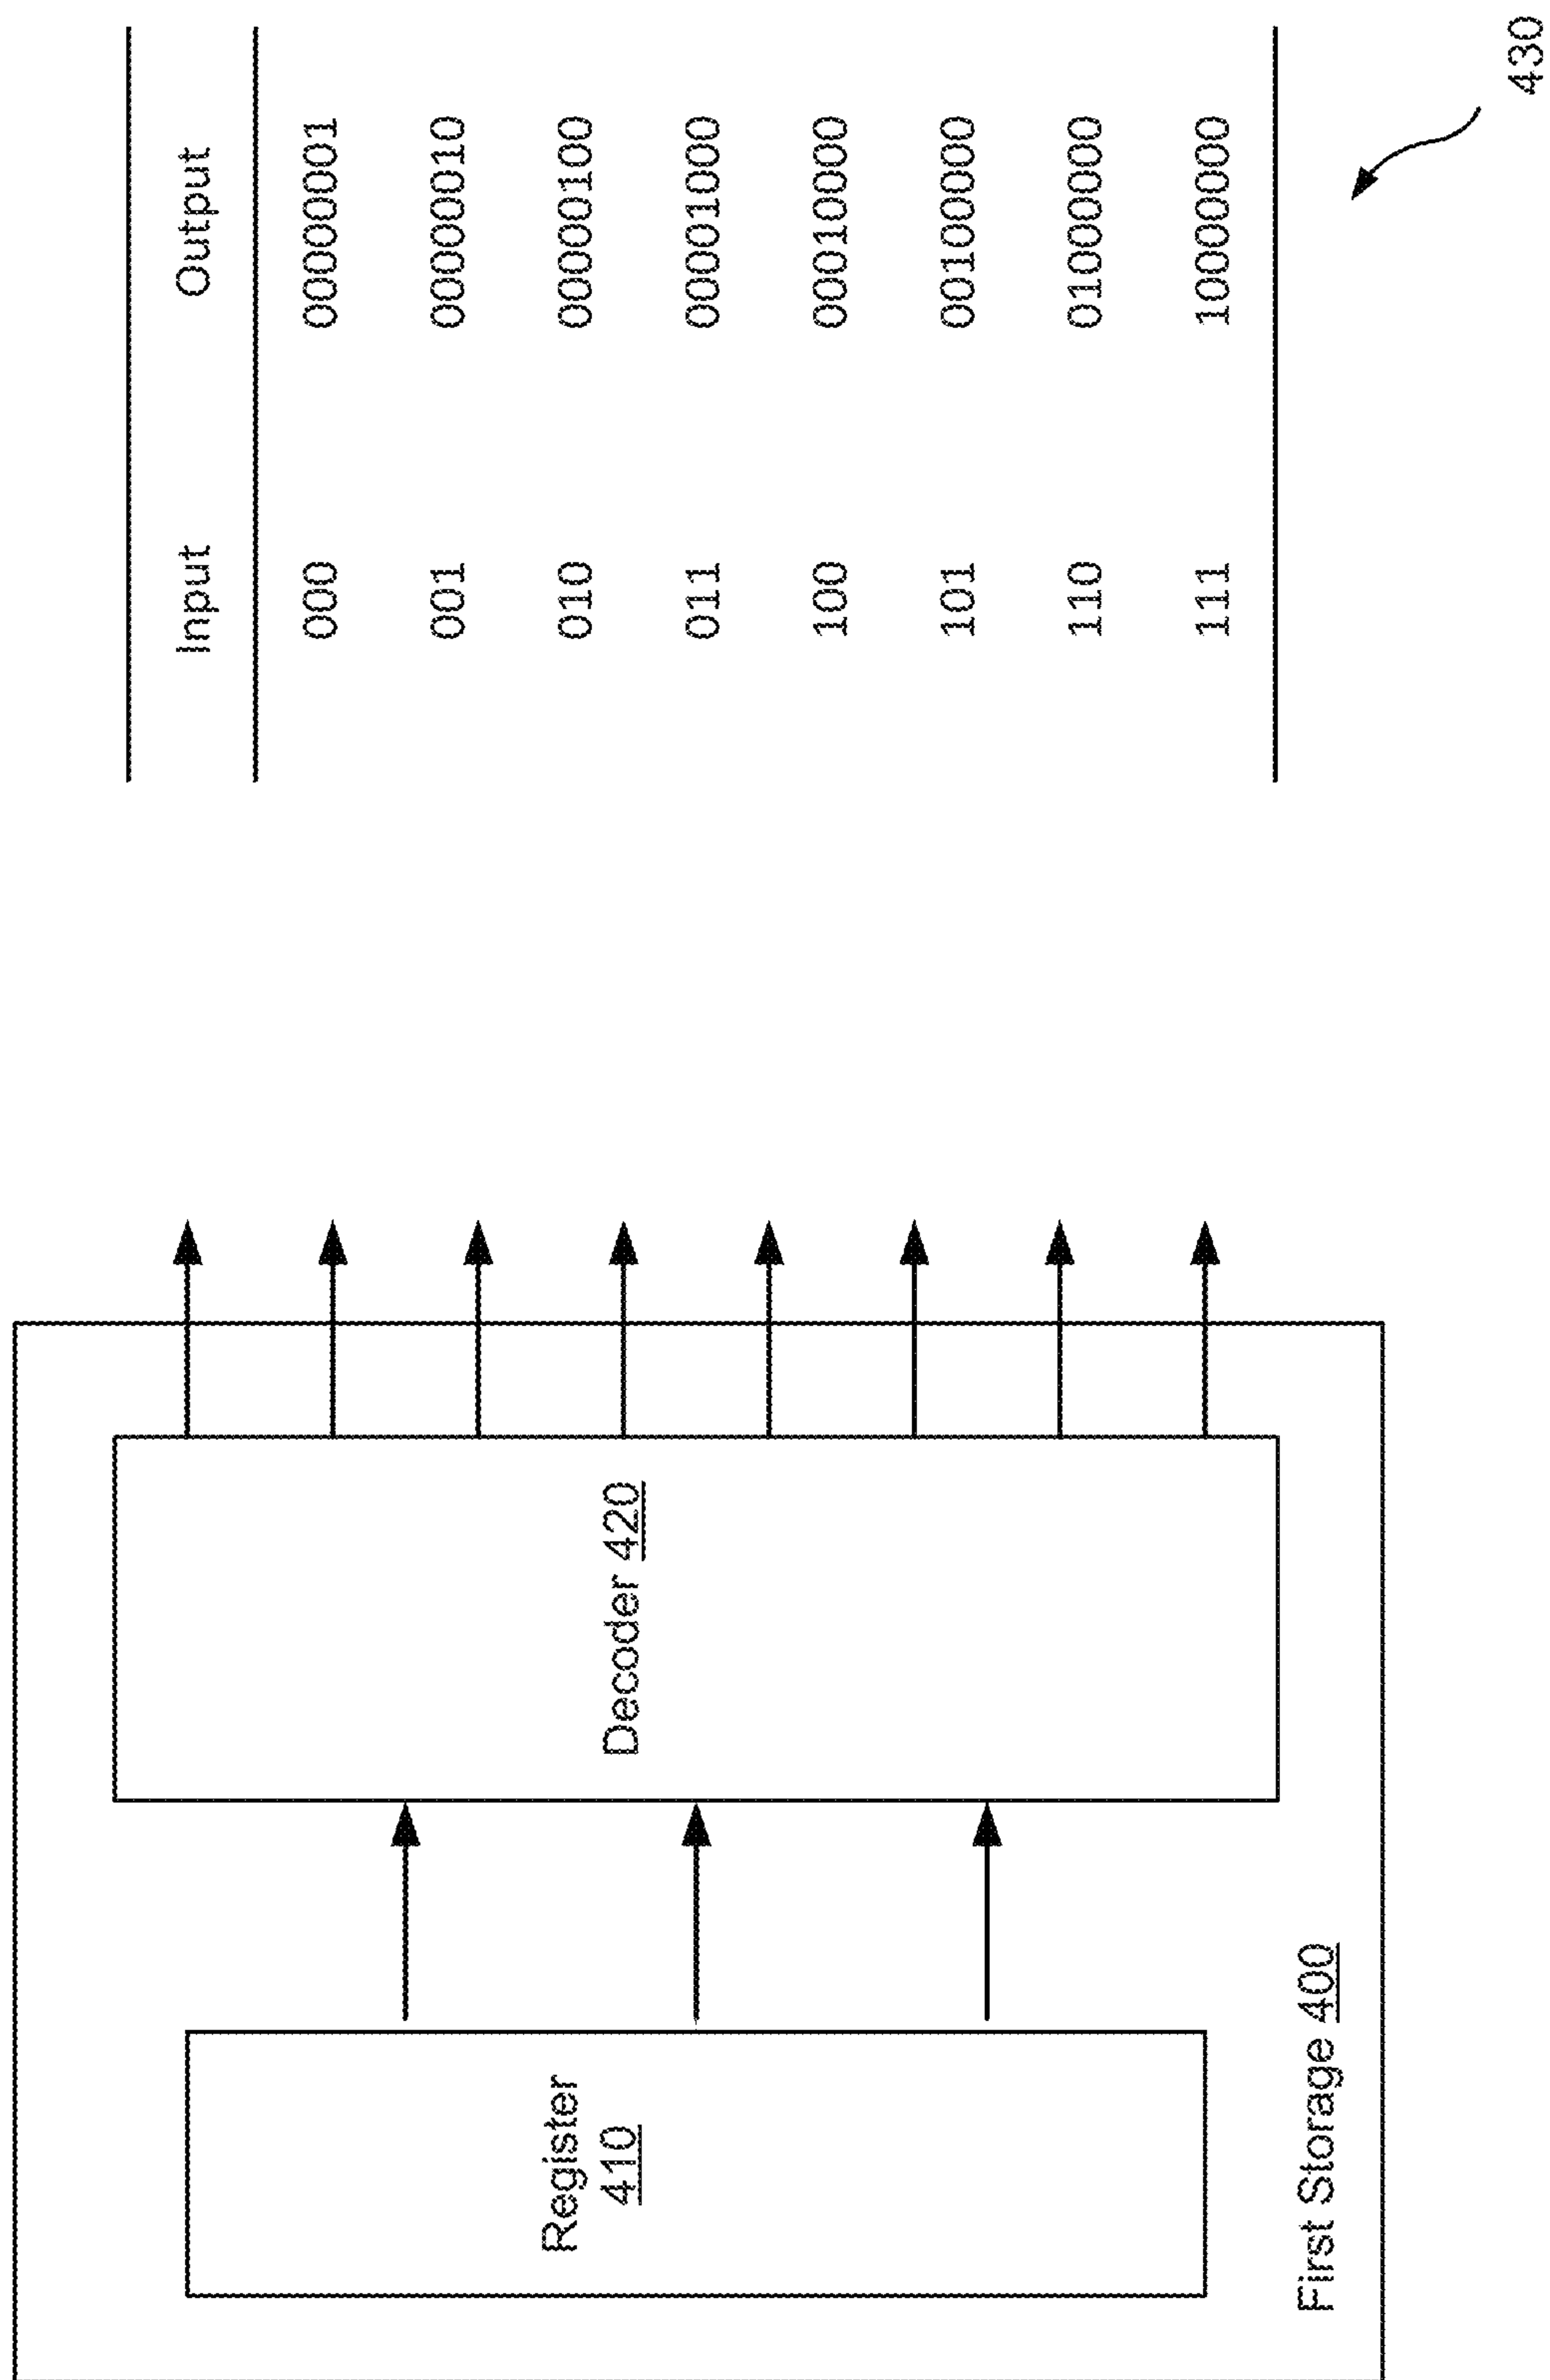 Register
410
Decoder 420
First Storage 400
Input Output
000 00000001
001 00000010
010 00000100
011 00001000
100 00010000
101 00100000
110 01000000
111 10000000
430